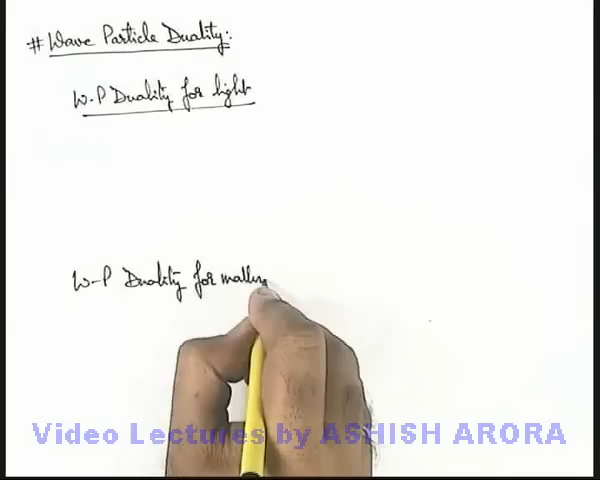 # Wave Particle Duality:
W-P Duality for light
W-P Duality for matter
Video Lectures by ASHISH ARORA